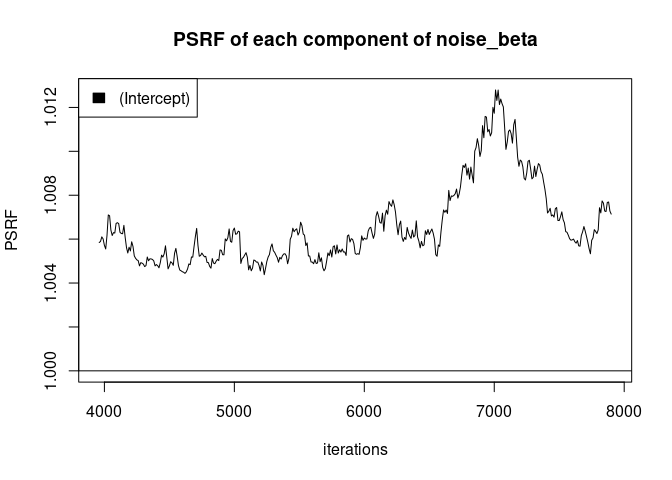 PSRF of each component of noise_beta
(Intercept)
PSRF
1.012
1.008
1.004
1.000
4000 5000 6000 7000 8000
iterations